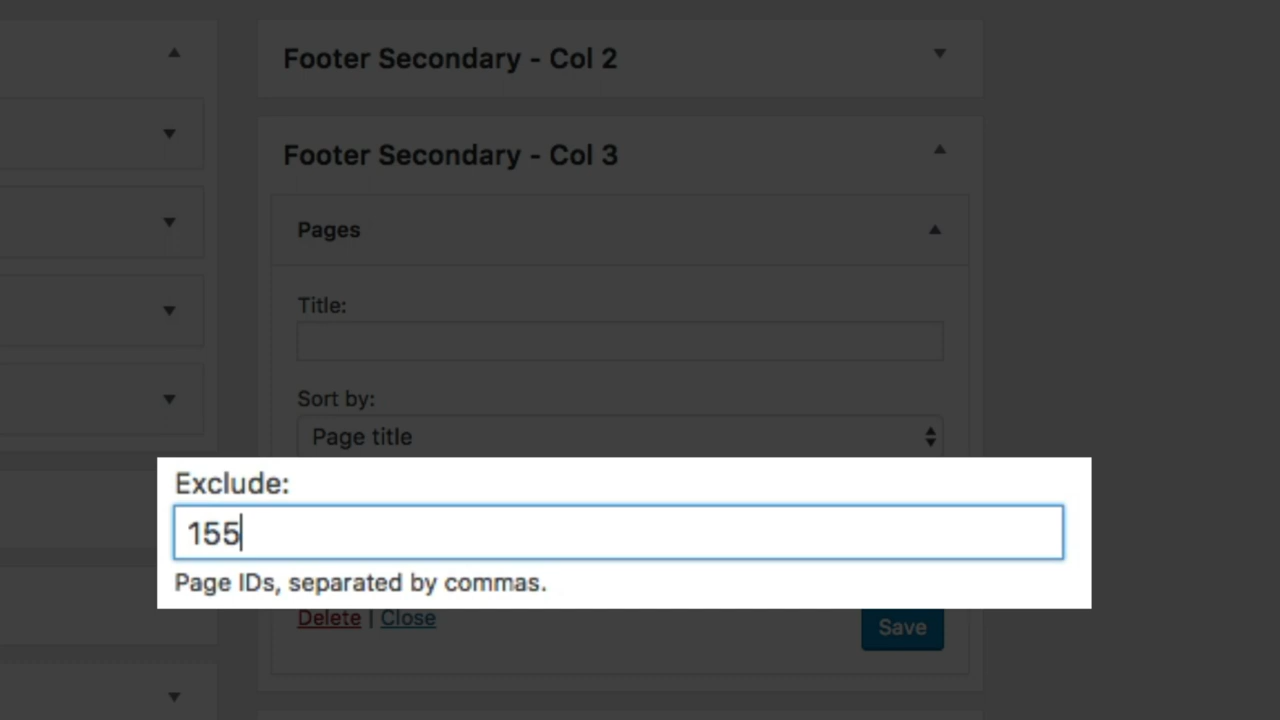 Footer Secondary - Col 2
Footer Secondary - Col 3
Pages
Title:
Sort by:
Page title
Exclude:
155
Page IDs, separated by commas.
Delete | Close
Save